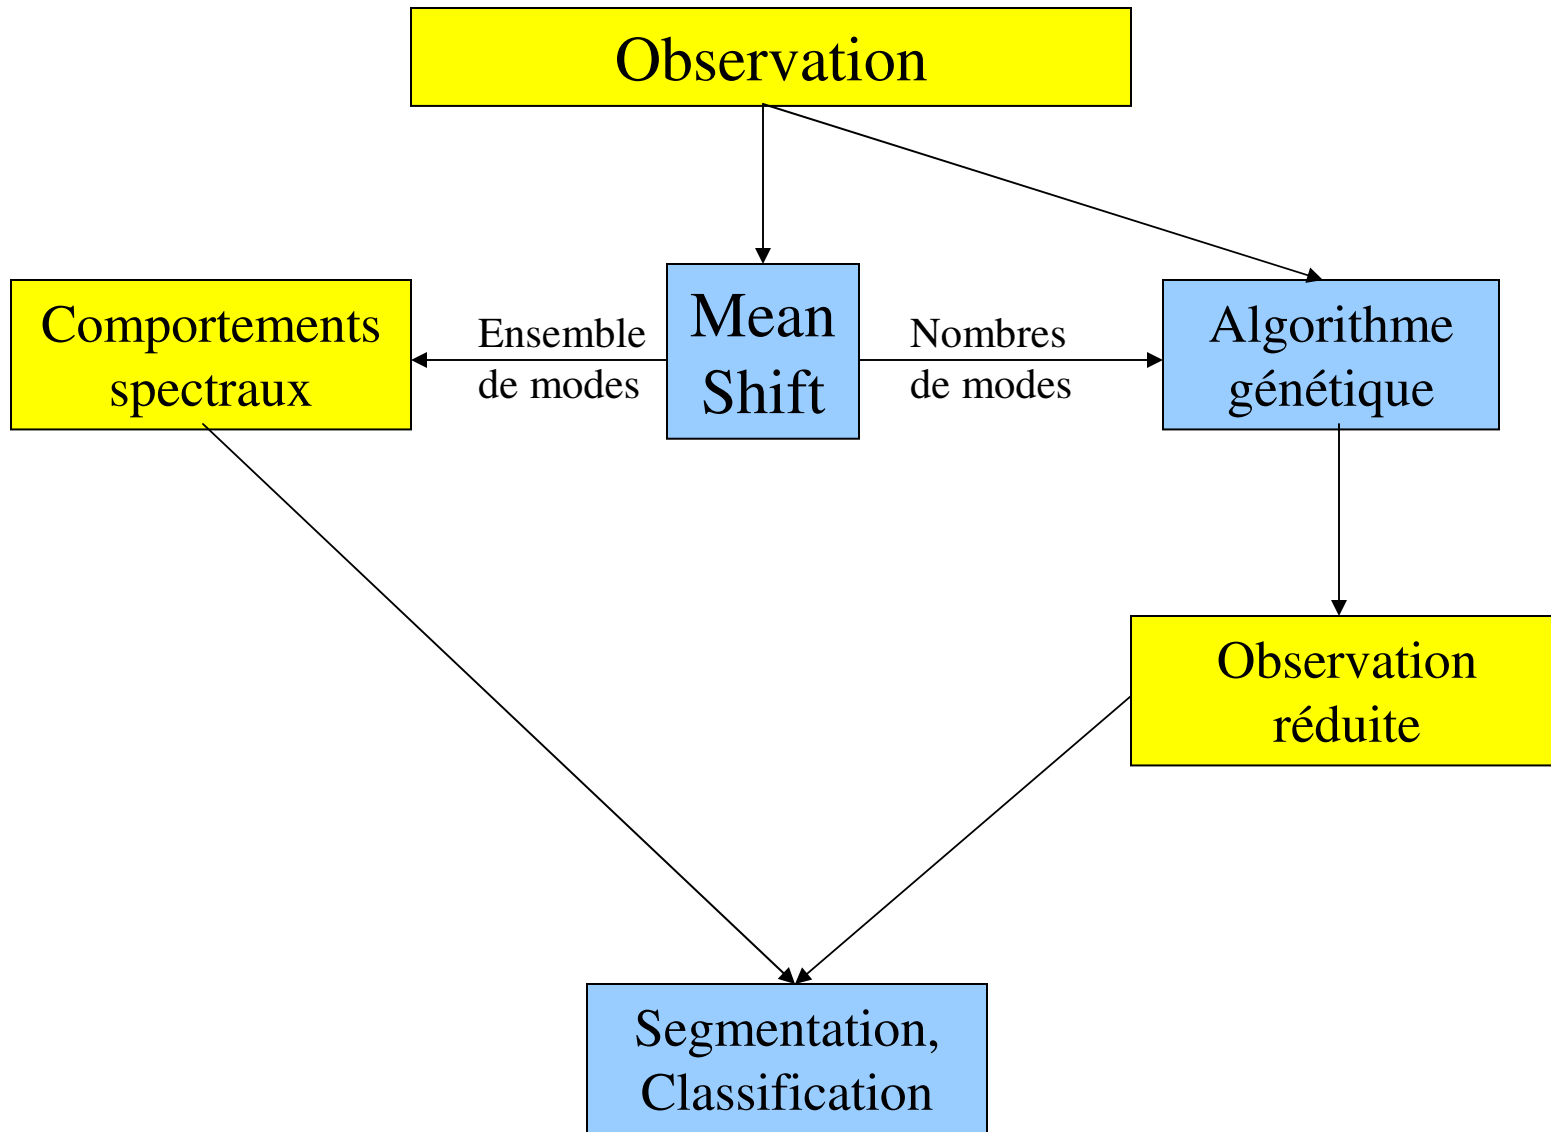 Observation
Comportements
spectraux
Ensemble
de modes
Mean
Shift
Nombres
de modes
Algorithme
génétique
Observation
réduite
Segmentation,
Classification